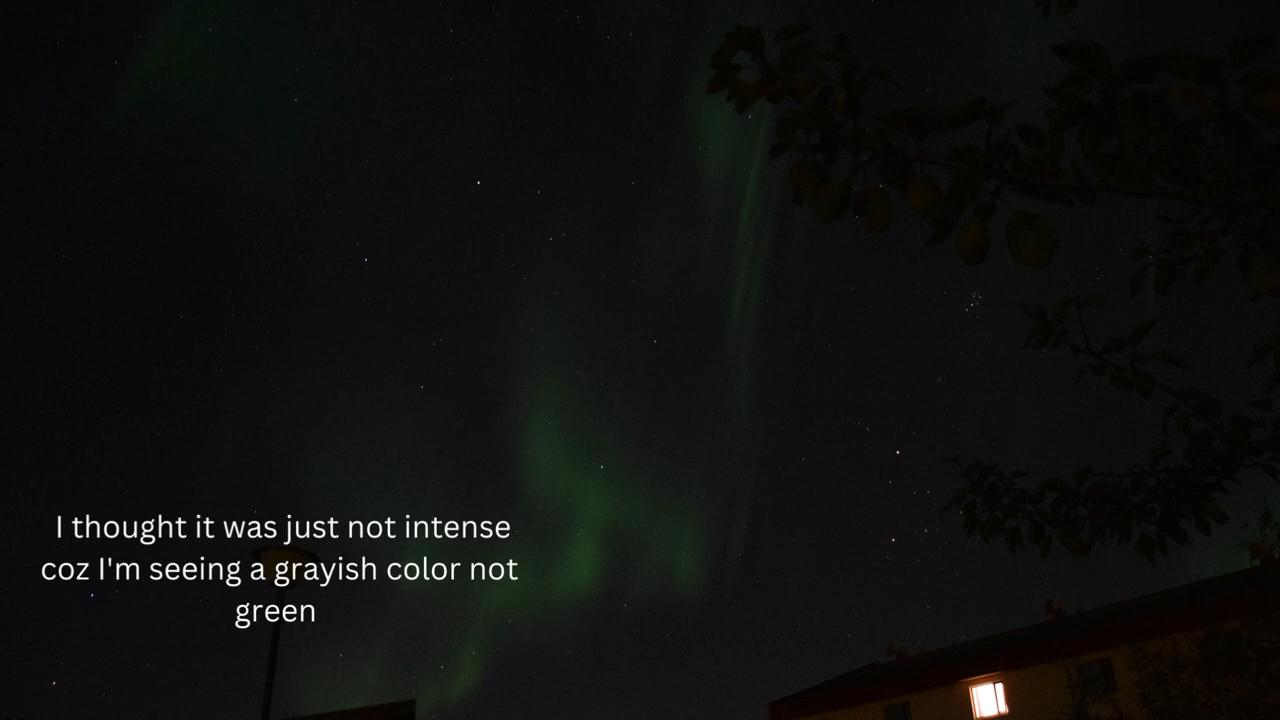 I thought it was just not intense
coz I'm seeing a grayish color not
green